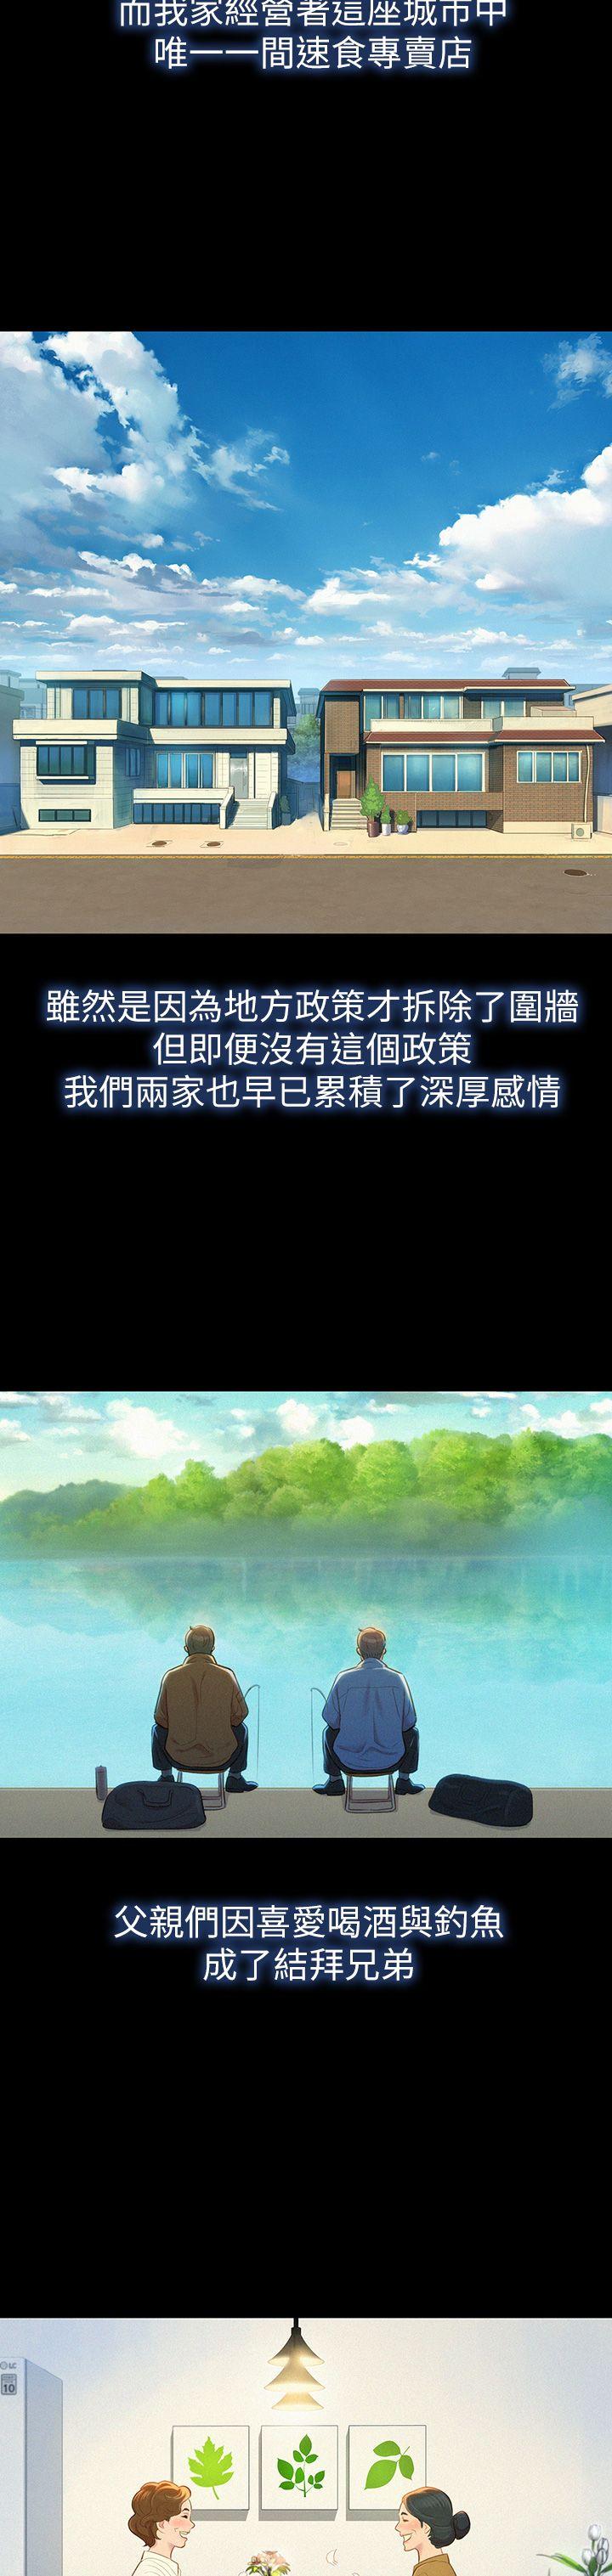 而我家經營著這座城市中
唯一一間速食專賣店
雖然是因為地方政策才拆除了圍牆
但即便沒有這個政策
我們兩家也早已累積了深厚感情
父親們因喜愛喝酒與釣魚
成了結拜兄弟
LC
10